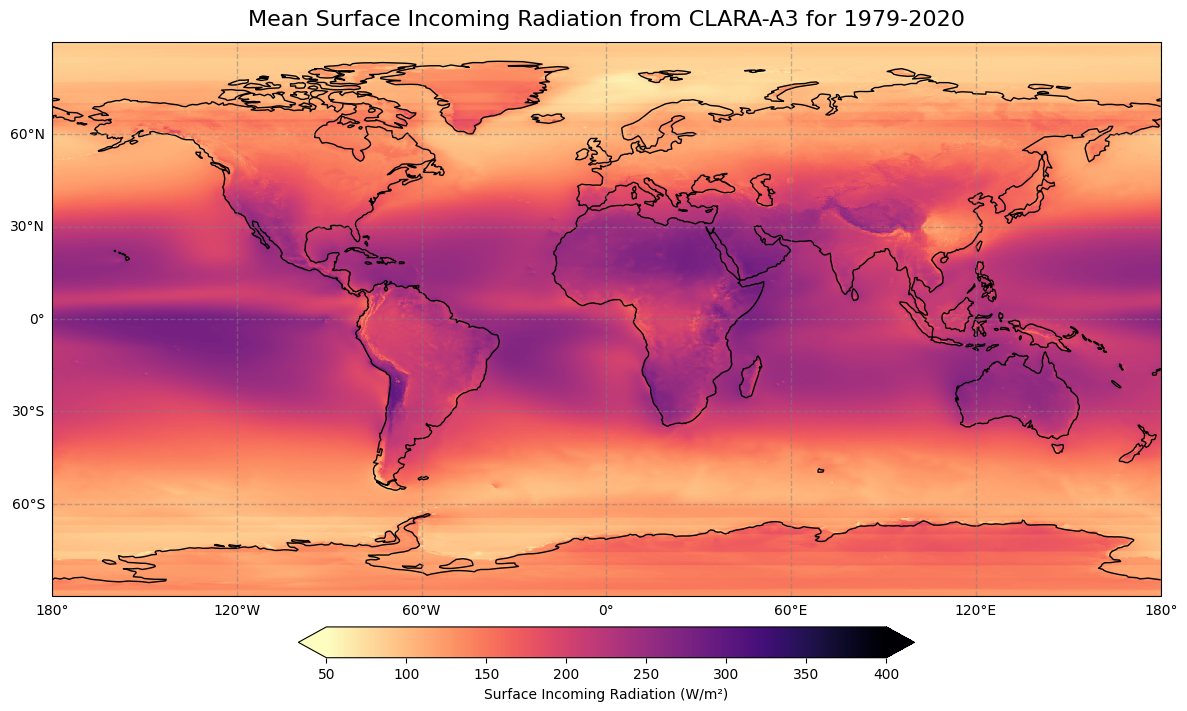 Mean Surface Incoming Radiation from CLARA-A3 for 1979-2020
60°N
30°N
0°
30°S
60°S
180° 120°W 60°W 0° 60°E 120°E 180°
50 100 150 200 250 300 350 400
Surface Incoming Radiation (W/m²)